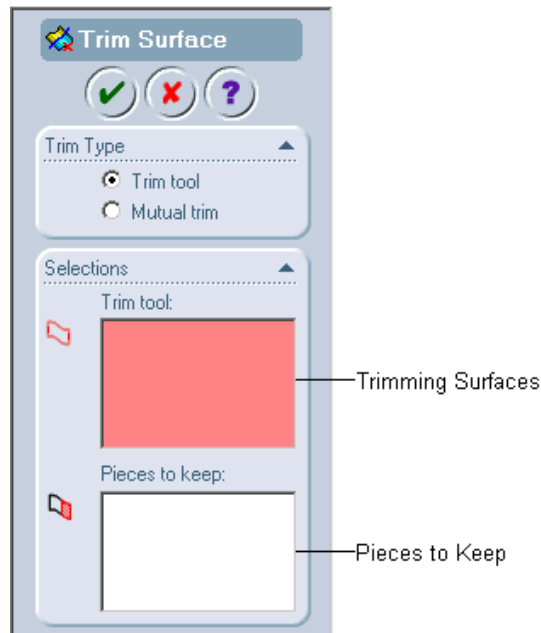 Trim Surface
?
Trim Type
Trim tool
Mutual trim
Selections
Trim tool:
Trimming Surfaces
Pieces to keep:
Pieces to Keep